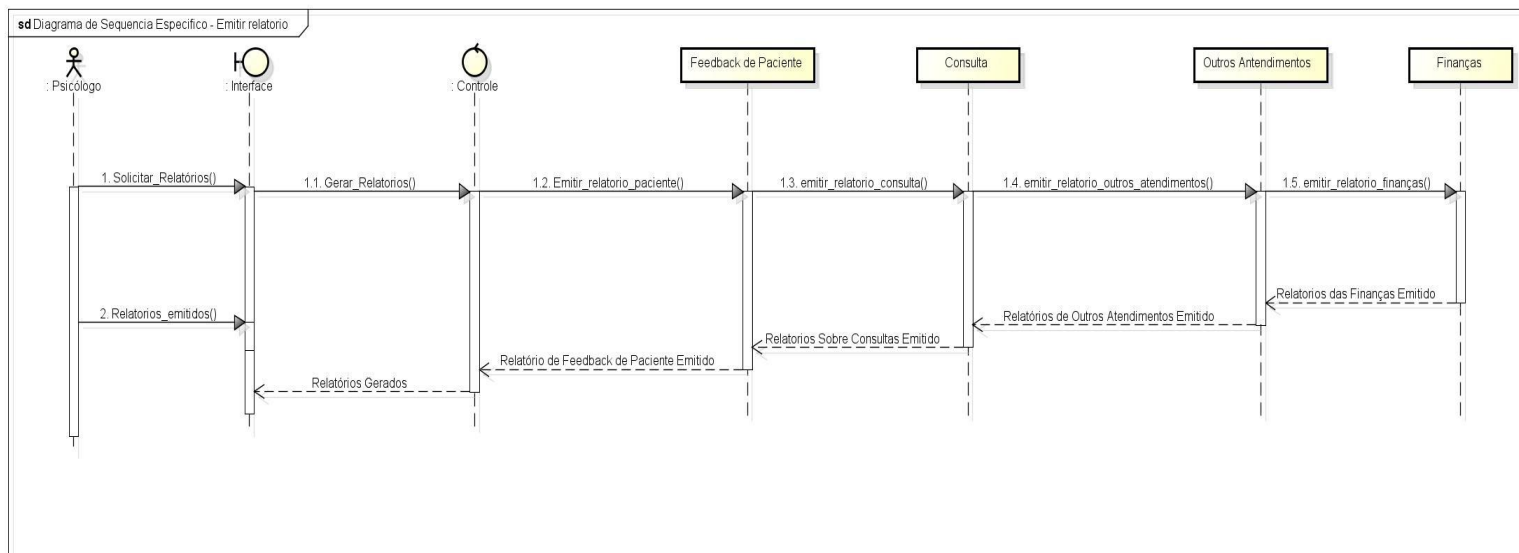 sd Diagrama de Sequencia Especifico - Emitir relatorio
: Psicólogo
: Interface
: Controle
Feedback de Paciente
Consulta
Outros Antendimentos
Finanças
1. Solicitar_Relatórios()
1.1. Gerar_Relatorios()
1.2. Emitir_relatorio_paciente()
1.3. emitir_relatorio_consulta()
1.4. emitir_relatorio_outros_atendimentos()
1.5. emitir_relatorio_finanças()
Relatorios das Finanças Emitido
2. Relatorios_emitidos()
Relatórios de Outros Atendimentos Emitido
Relatorios Sobre Consultas Emitido
Relatório de Feedback de Paciente Emitido
Relatórios Gerados